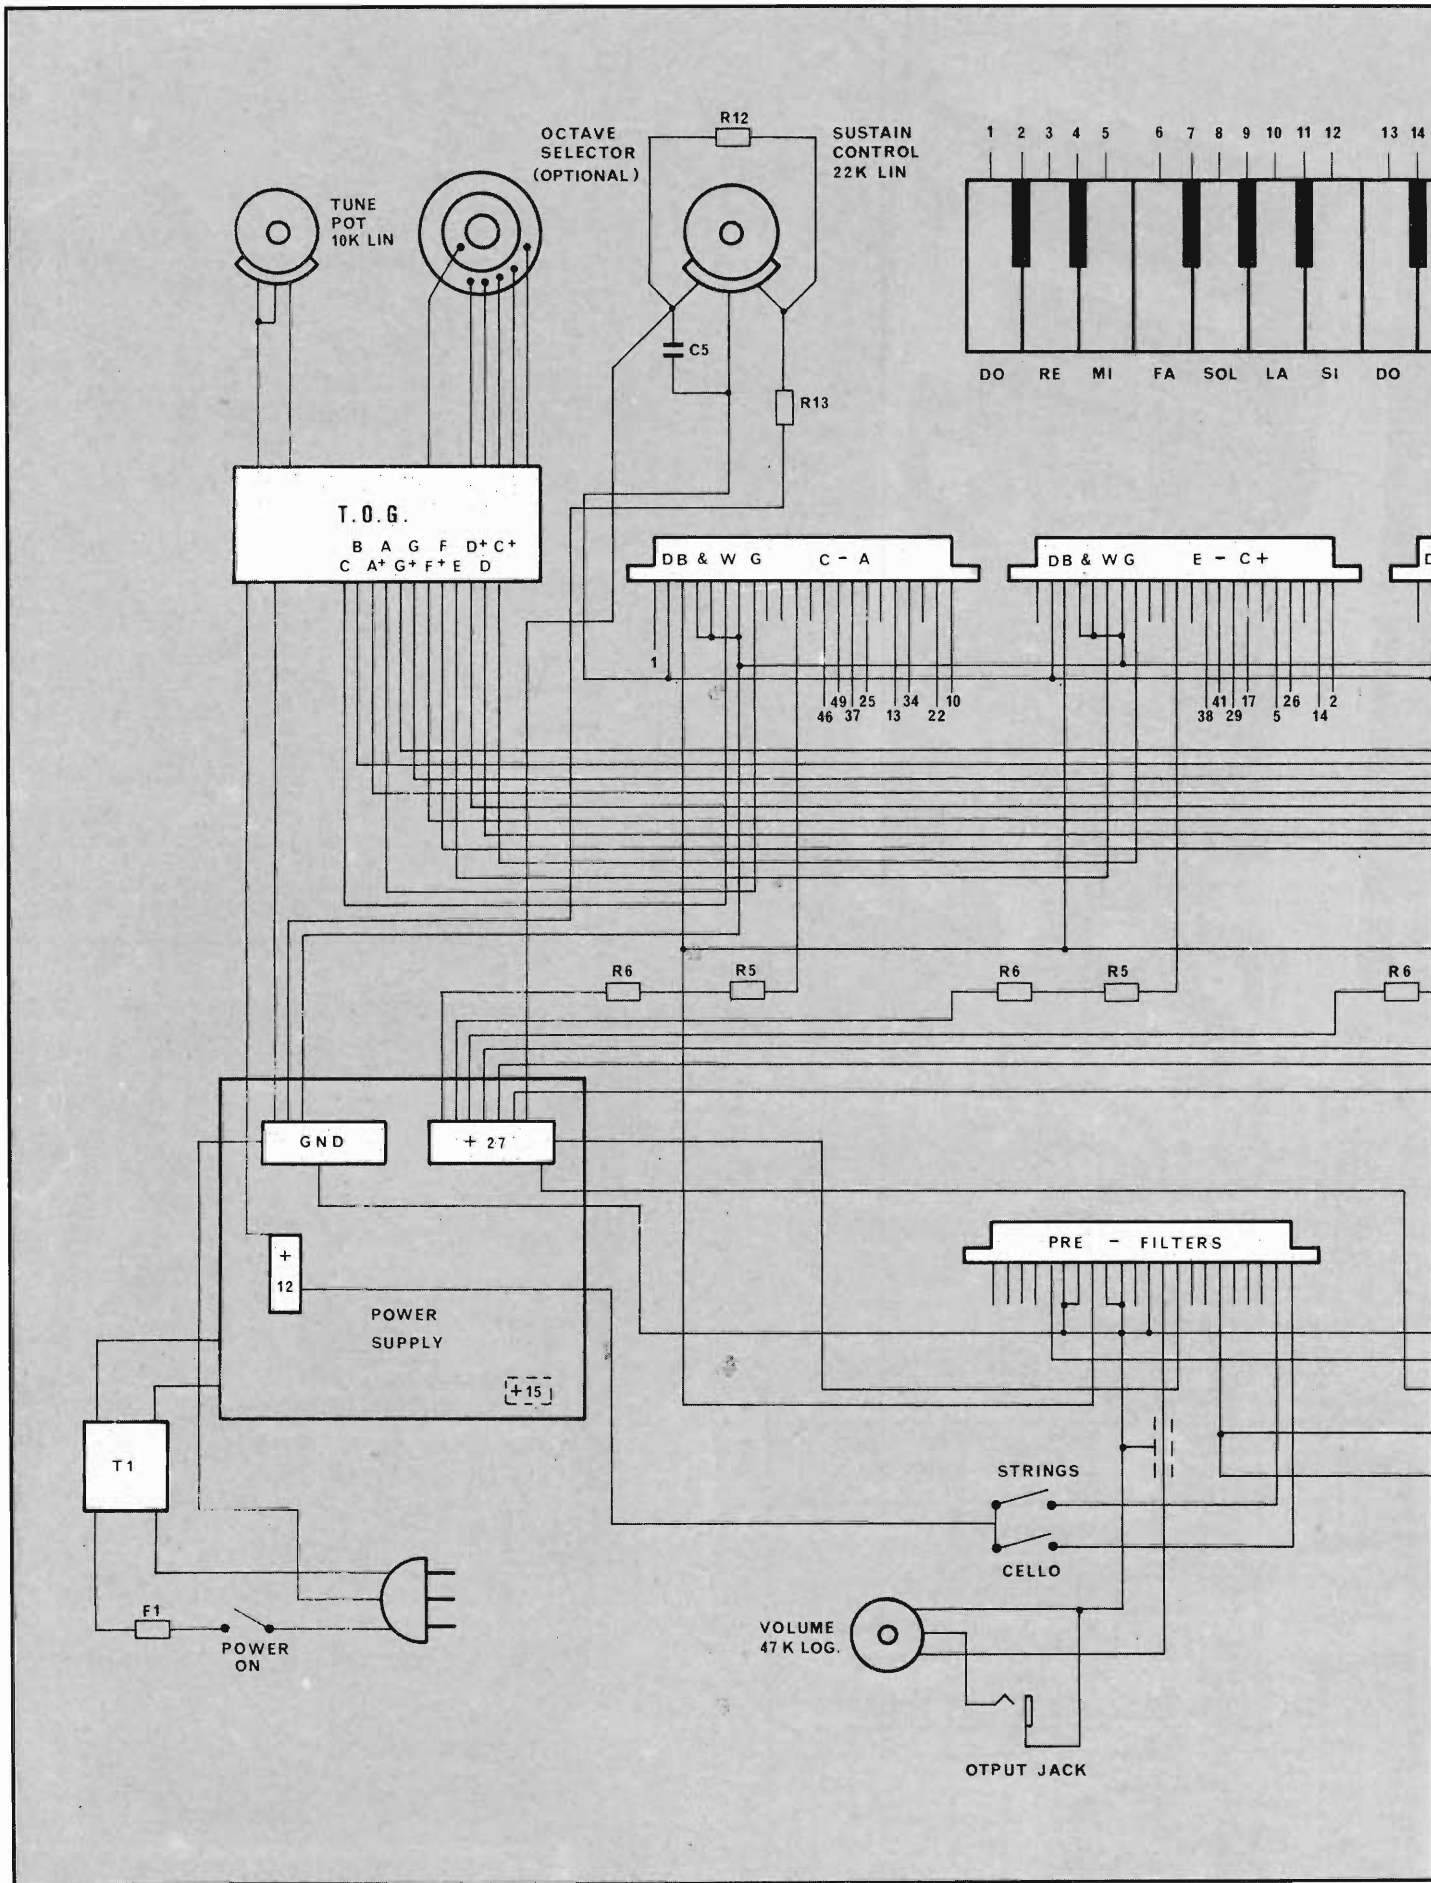 R12
OCTAVE
SELECTOR
(OPTIONAL)
SUSTAIN
CONTROL
22K LIN
1 2 3 4 5 6 7 8 9 10 11 12 13 14
TUNE
POT
10K LIN
C5
R13
DO RE MI FA SOL LA SI DO
T.O.G.
B A G F D+ C+
C A+ G+ F+ E D
DB & W G C - A
DB & W G E - C+
D
1
49 25 34 10
46 37 13 22
41 17 26 2
38 29 5 14
R6 R5 R6 R5 R6
GND
+ 27
PRE - FILTERS
+
12
POWER
SUPPLY
+15
T1
STRINGS
CELLO
F1
POWER
ON
VOLUME
47K LOG.
OTPUT JACK